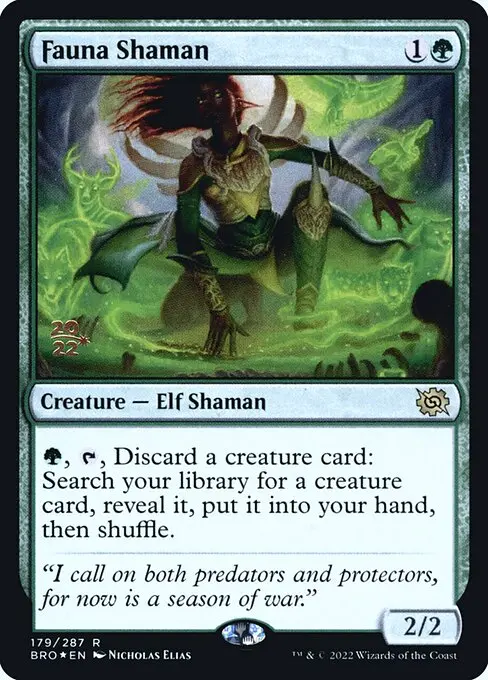 Fauna Shaman 1
20
22
Creature — Elf Shaman
, , Discard a creature card:
Search your library for a creature
card, reveal it, put it into your hand,
then shuffle.
“I call on both predators and protectors,
for now is a season of war.”
2/2
179/287 R
BRO★EN Nicholas Elias
™ & © 2022 Wizards of the Coast